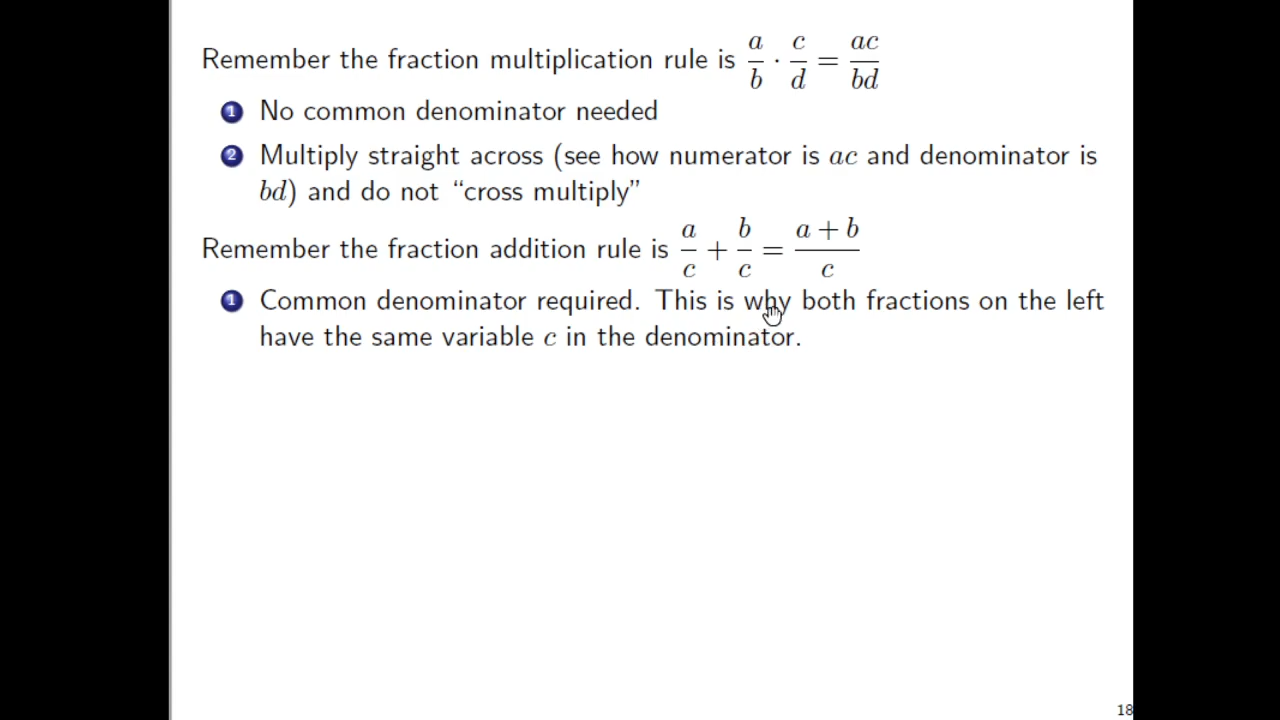 Remember the fraction multiplication rule is a/b · c/d = ac/bd
1 No common denominator needed
2 Multiply straight across (see how numerator is ac and denominator is
bd) and do not “cross multiply”
Remember the fraction addition rule is a/c + b/c = (a + b)/c
1 Common denominator required. This is why both fractions on the left
have the same variable c in the denominator.
18